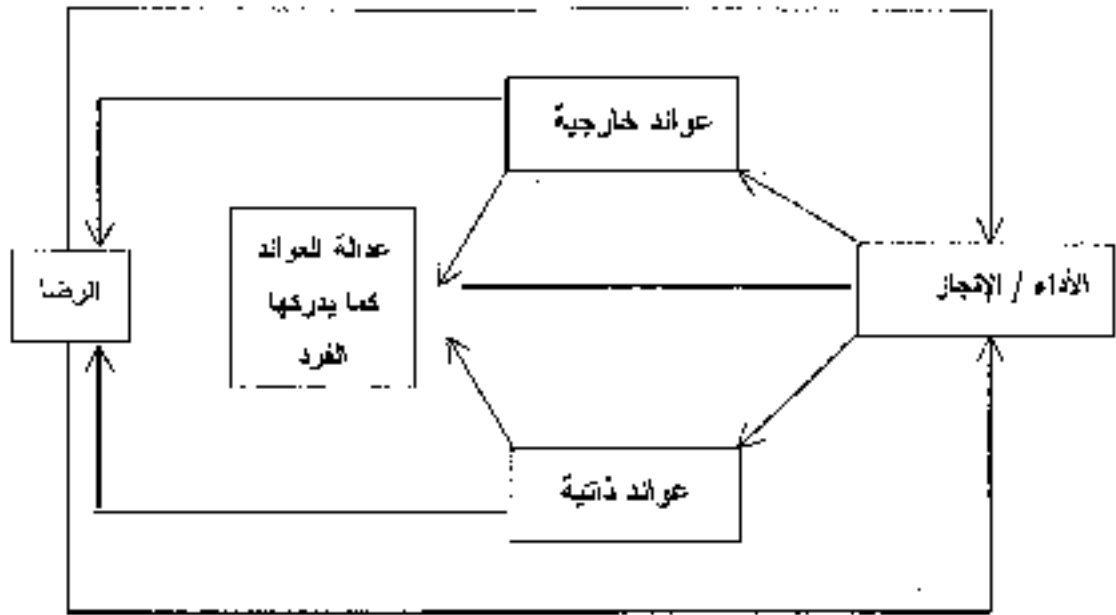 عوائد خارجية
عدالة العوائد
كما يدركها
الفرد
الرضا
الأداء / الإنجاز
عوائد ذاتية